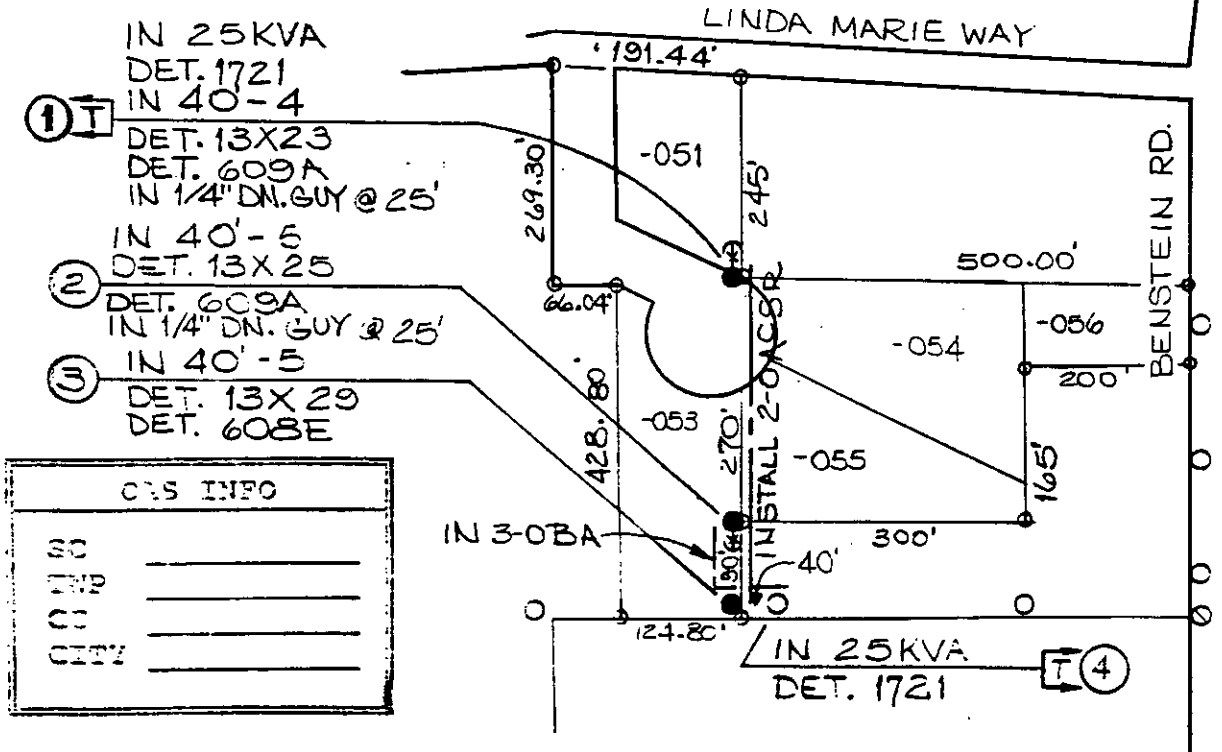 LINDA MARIE WAY
IN 25KVA
DET. 1721
IN 40-4
1 T
DET. 13X23
DET. 609A
IN 1/4" DN. GUY @ 25'
IN 40'-5
DET. 13X25
2
DET. 609A
IN 1/4" DN. GUY @ 25'
IN 40'-5
3
DET. 13X29
DET. 608E
191.44'
269.30'
-051
245'
BENSTEIN RD.
500.00'
66.04'
-056
-054
200'
428.80'
-053
270'
INSTALL 2-0 ACSR
-055
165'
IN 3-0BA
300'
40'
124.80'
IN 25KVA
T 4
DET. 1721
INFO
CITY